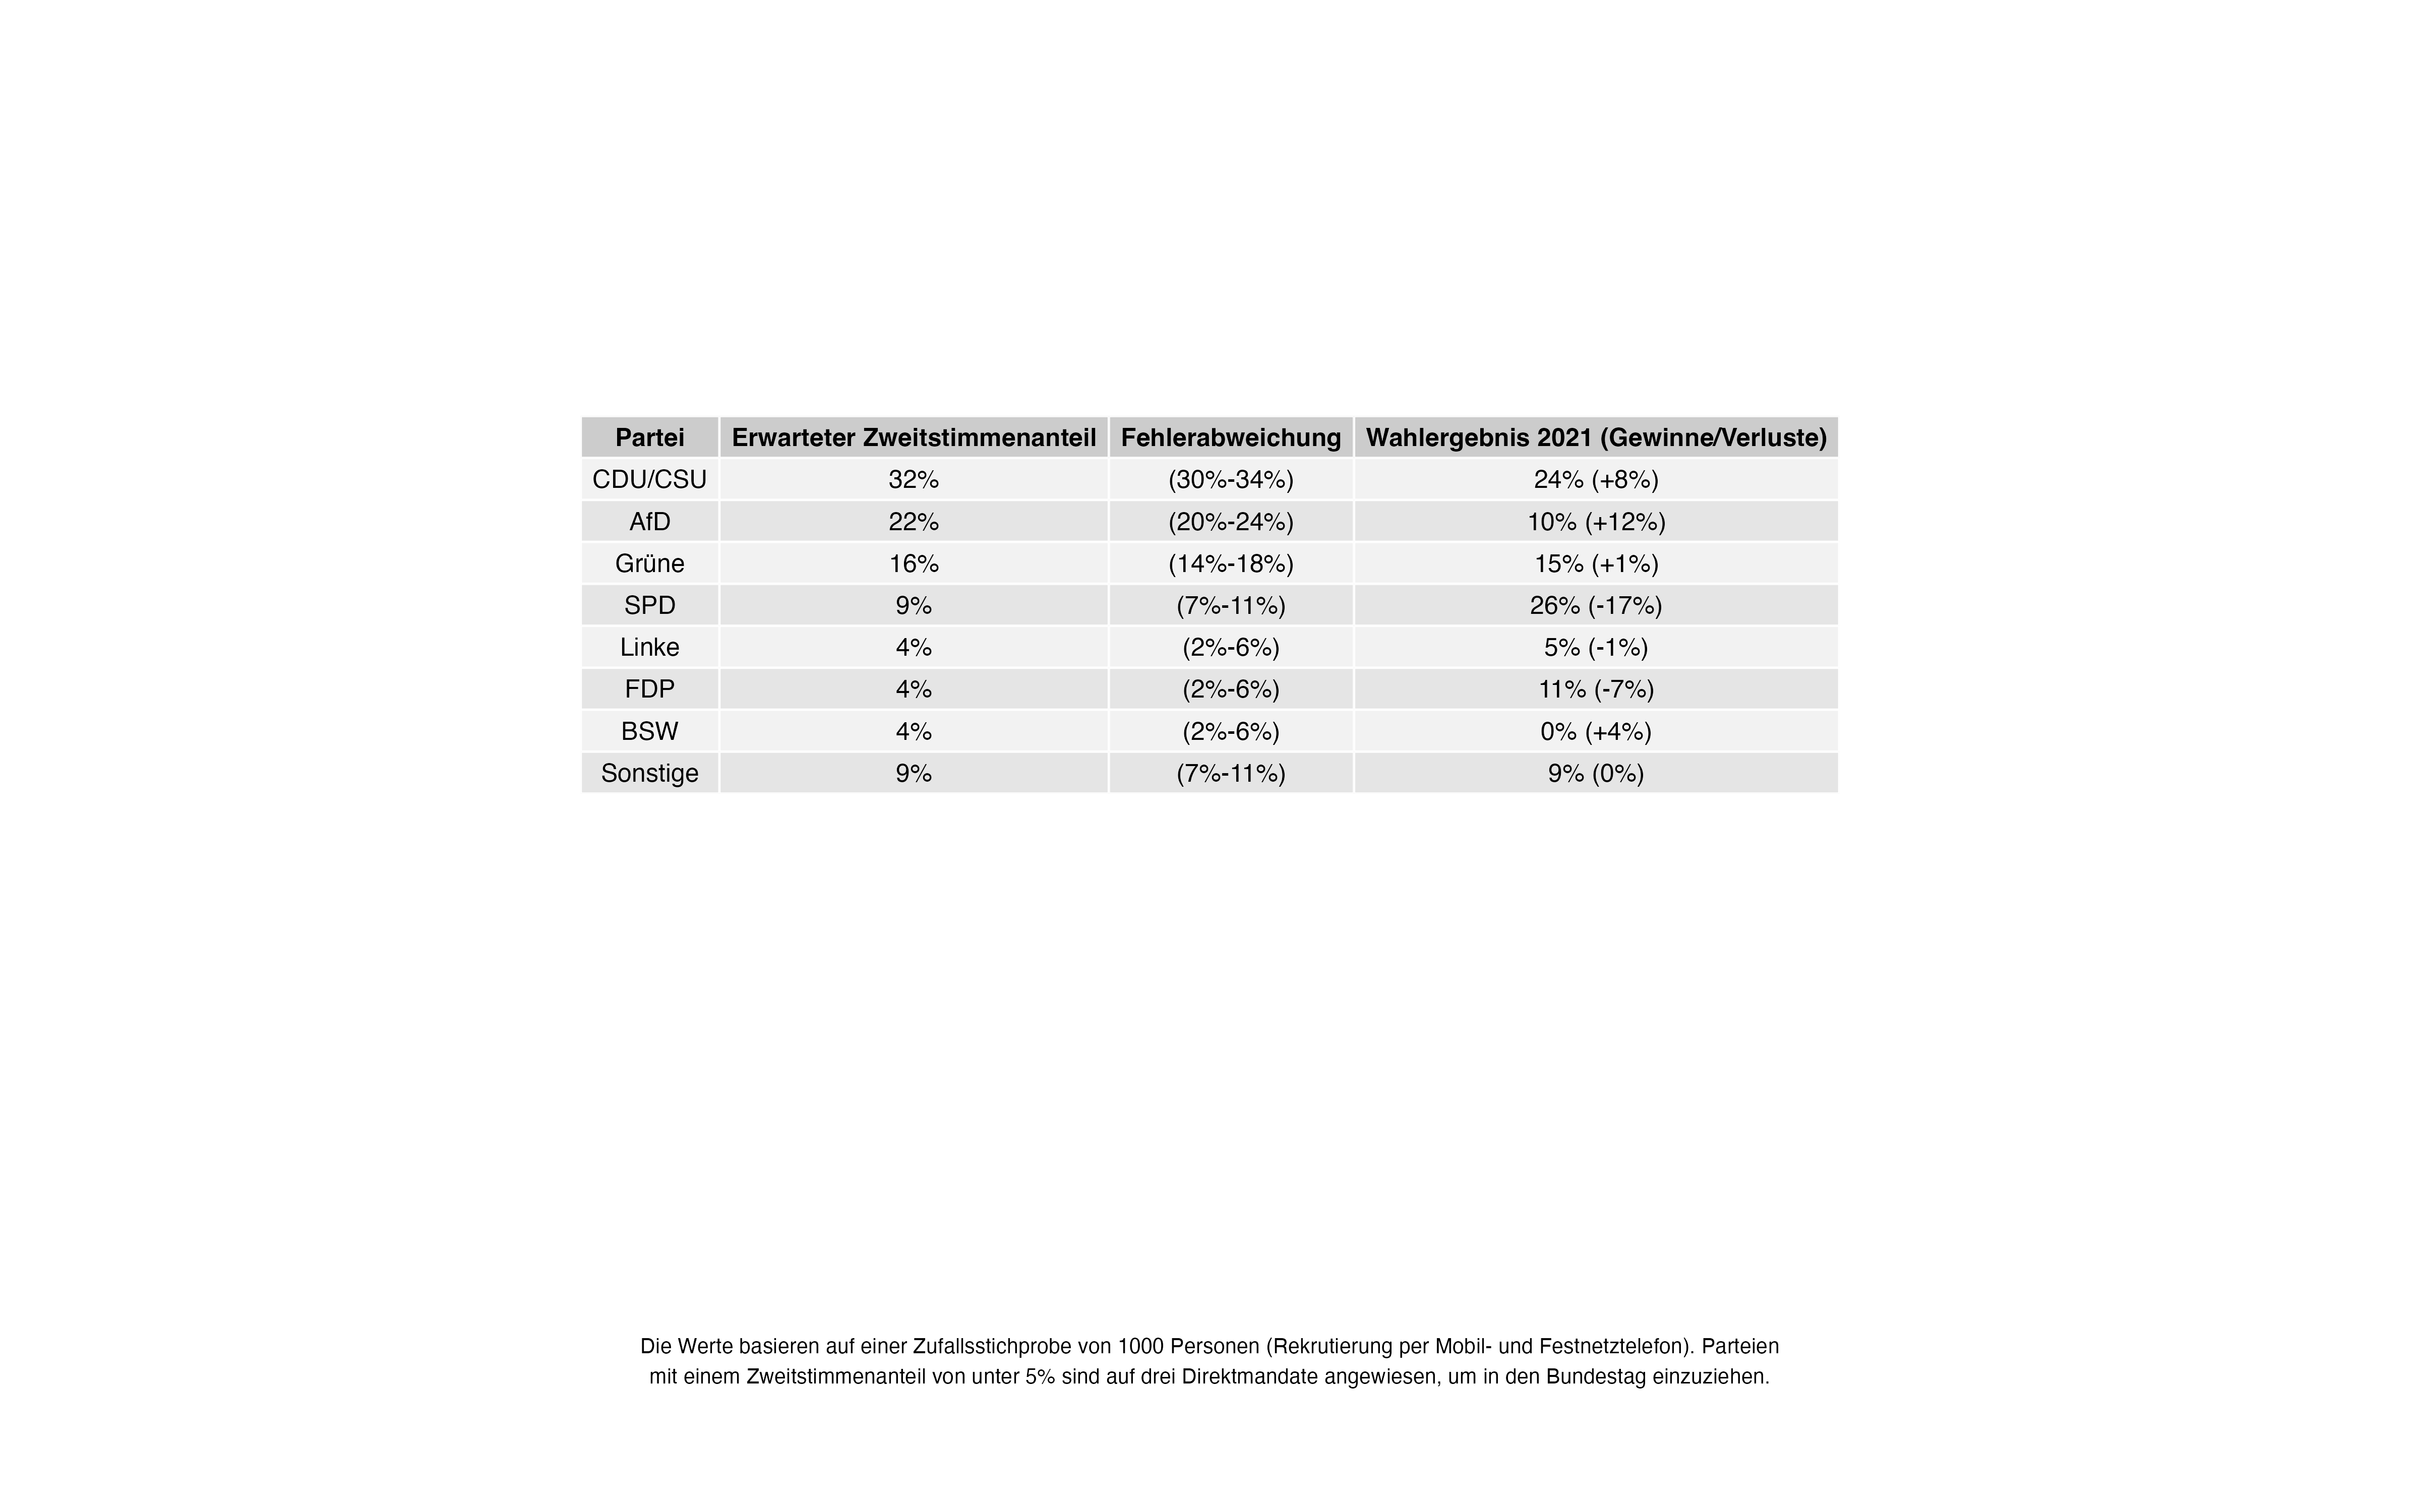 Partei Erwarteter Zweitstimmenanteil Fehlerabweichung Wahlergebnis 2021 (Gewinne/Verluste)
CDU/CSU 32% (30%-34%) 24% (+8%)
AfD 22% (20%-24%) 10% (+12%)
Grüne 16% (14%-18%) 15% (+1%)
SPD 9% (7%-11%) 26% (-17%)
Linke 4% (2%-6%) 5% (-1%)
FDP 4% (2%-6%) 11% (-7%)
BSW 4% (2%-6%) 0% (+4%)
Sonstige 9% (7%-11%) 9% (0%)
Die Werte basieren auf einer Zufallsstichprobe von 1000 Personen (Rekrutierung per Mobil- und Festnetztelefon). Parteien
mit einem Zweitstimmenanteil von unter 5% sind auf drei Direktmandate angewiesen, um in den Bundestag einzuziehen.